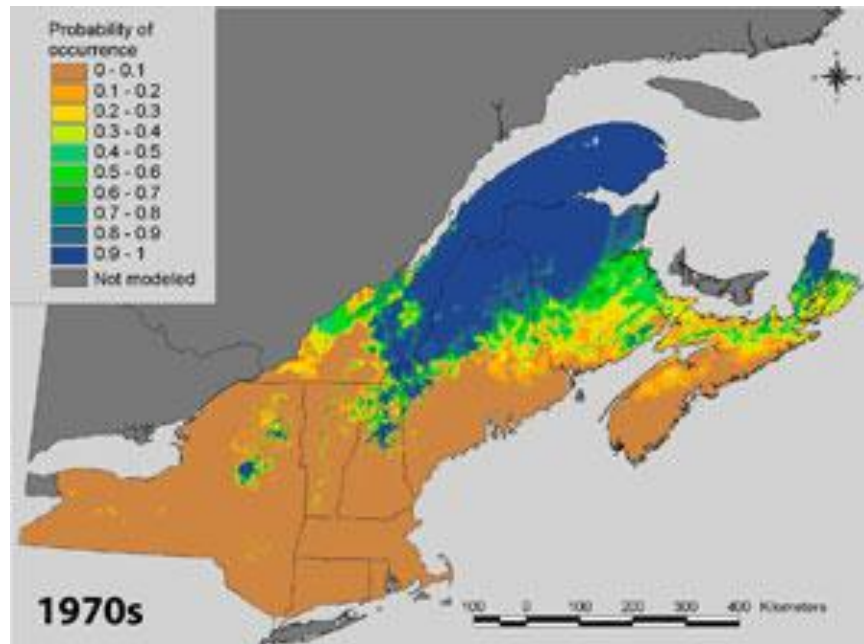 Probability of
occurrence
0 - 0.1
0.1 - 0.2
0.2 - 0.3
0.3 - 0.4
0.4 - 0.5
0.5 - 0.6
0.6 - 0.7
0.7 - 0.8
0.8 - 0.9
0.9 - 1
Not modeled
1970s
100 0 100 200 300 400 Kilometers